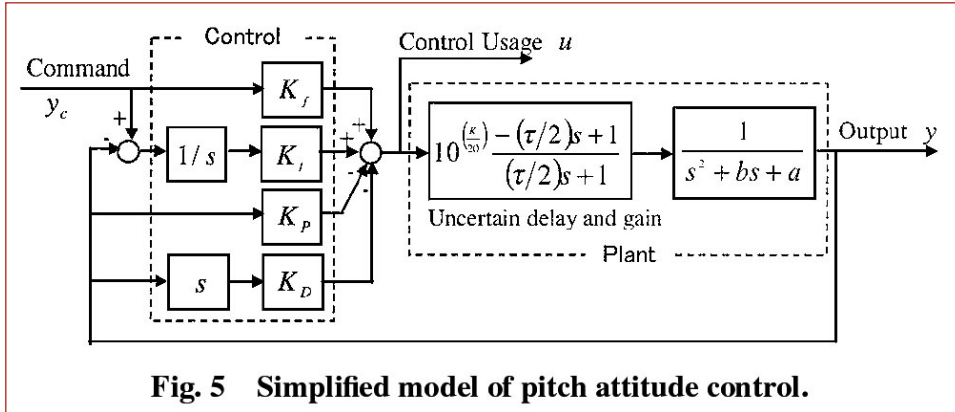 Control
Control Usage u
Command
y_c
+
-
K_f
1/s
K_I
K_P
s
K_D
+
+
-
-
10^(K/20) (-(τ/2)s+1)/((τ/2)s+1)
1/(s² + bs + a)
Output y
Uncertain delay and gain
Plant
Fig. 5 Simplified model of pitch attitude control.